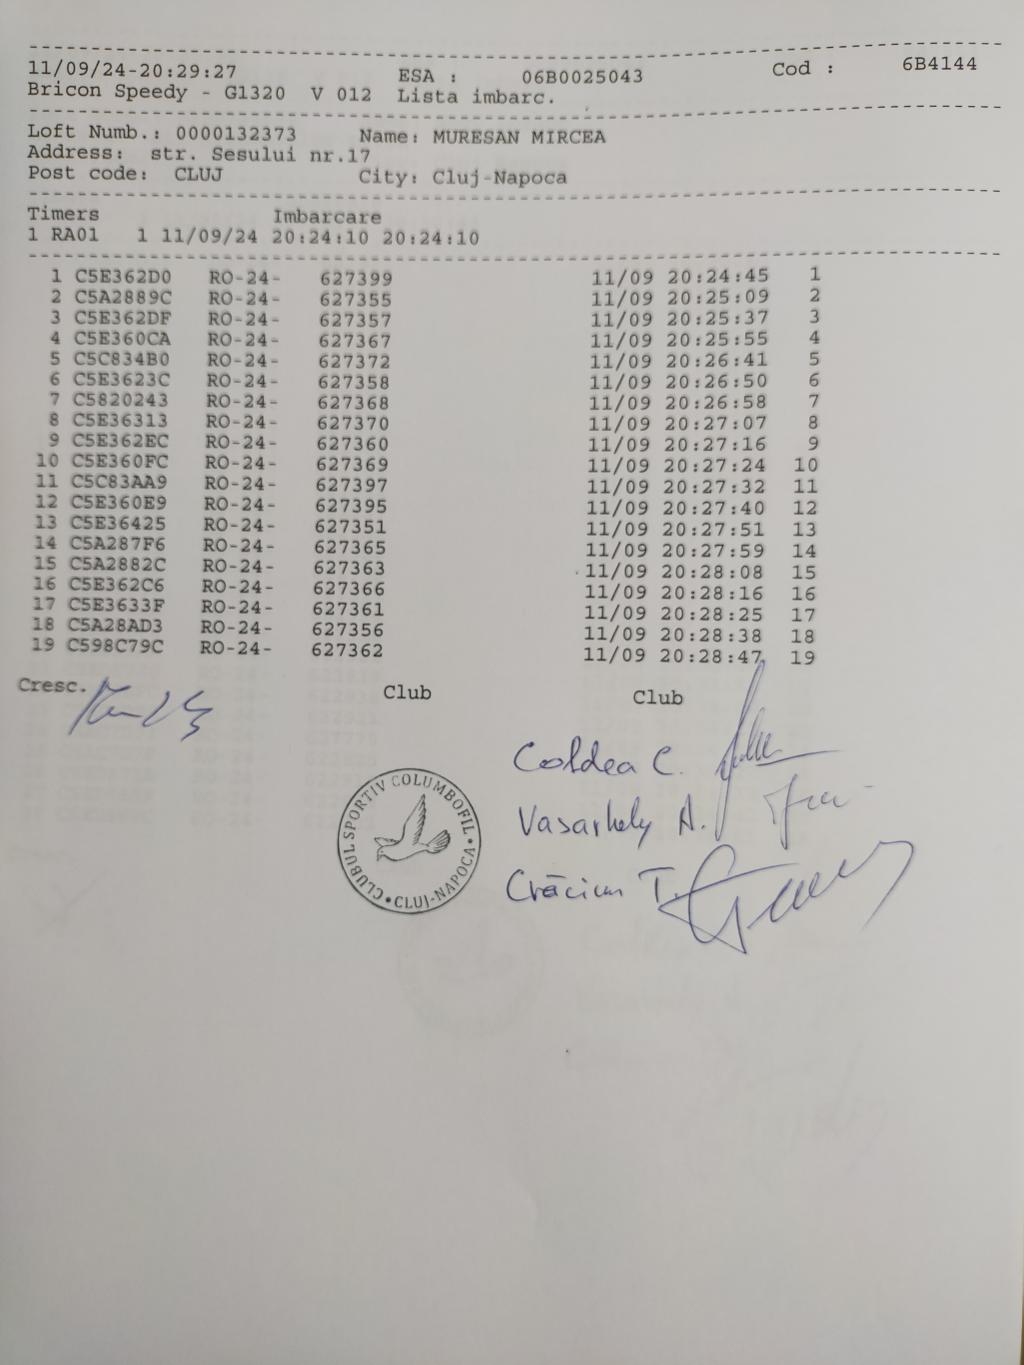 11/09/24-20:29:27 ESA : 06B0025043 Cod : 6B4144
Bricon Speedy - G1320 V 012 Lista imbarc.
Loft Numb.: 0000132373 Name: MURESAN MIRCEA
Address: str. Sesului nr.17
Post code: CLUJ City: Cluj-Napoca
Timers Imbarcare
1 RA01 1 11/09/24 20:24:10 20:24:10
1 C5E362D0 RO-24- 627399 11/09 20:24:45 1
2 C5A2889C RO-24- 627355 11/09 20:25:09 2
3 C5E362DF RO-24- 627357 11/09 20:25:37 3
4 C5E360CA RO-24- 627367 11/09 20:25:55 4
5 C5C834B0 RO-24- 627372 11/09 20:26:41 5
6 C5E3623C RO-24- 627358 11/09 20:26:50 6
7 C5820243 RO-24- 627368 11/09 20:26:58 7
8 C5E36313 RO-24- 627370 11/09 20:27:07 8
9 C5E362EC RO-24- 627360 11/09 20:27:16 9
10 C5E360FC RO-24- 627369 11/09 20:27:24 10
11 C5C83AA9 RO-24- 627397 11/09 20:27:32 11
12 C5E360E9 RO-24- 627395 11/09 20:27:40 12
13 C5E36425 RO-24- 627351 11/09 20:27:51 13
14 C5A287F6 RO-24- 627365 11/09 20:27:59 14
15 C5A2882C RO-24- 627363 11/09 20:28:08 15
16 C5E362C6 RO-24- 627366 11/09 20:28:16 16
17 C5E3633F RO-24- 627361 11/09 20:28:25 17
18 C5A28AD3 RO-24- 627356 11/09 20:28:38 18
19 C598C79C RO-24- 627362 11/09 20:28:47 19
Cresc. Club Club
Coldea C.
Vasarhely A.
Crăciun T.
CLUBUL SPORTIV COLUMBOFIL • CLUJ-NAPOCA •